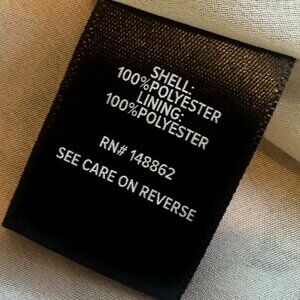 SHELL:
100%POLYESTER
LINING:
100%POLYESTER
RN# 148862
SEE CARE ON REVERSE